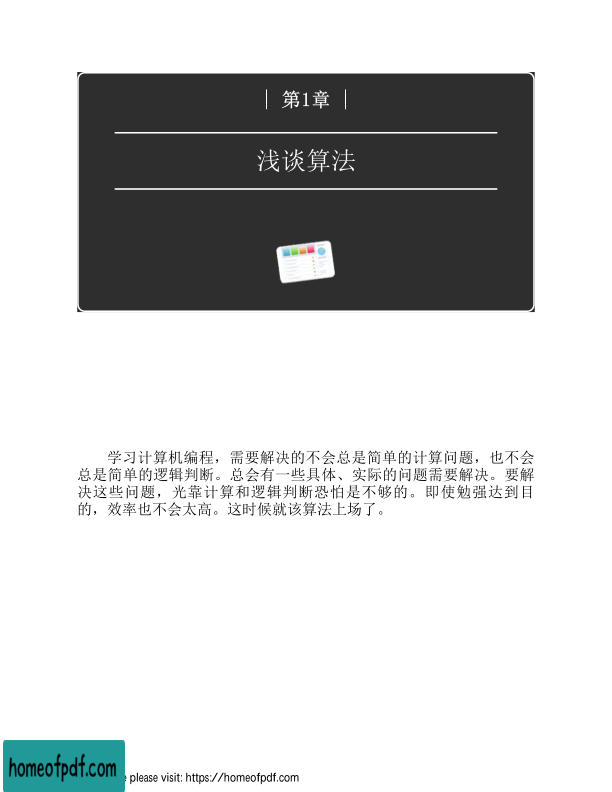 第1章
浅谈算法
学习计算机编程，需要解决的不会总是简单的计算问题，也不会
总是简单的逻辑判断。总会有一些具体、实际的问题需要解决。要解
决这些问题，光靠计算和逻辑判断恐怕是不够的。即使勉强达到目
的，效率也不会太高。这时候就该算法上场了。
homeofpdf.com
please visit: https://homeofpdf.com